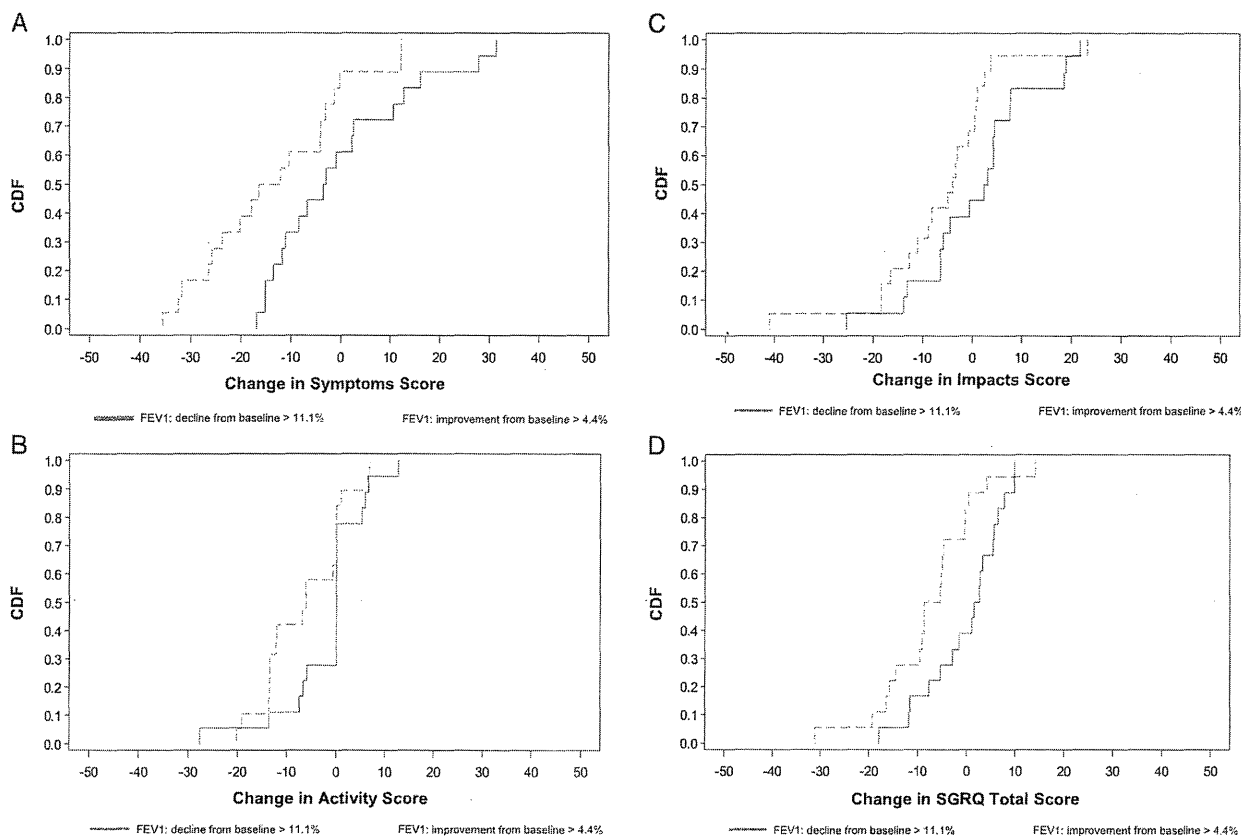 A
CDF
1.0
0.9
0.8
0.7
0.6
0.5
0.4
0.3
0.2
0.1
0.0
-50 -40 -30 -20 -10 0 10 20 30 40 50
Change in Symptoms Score
FEV1: decline from baseline > 11.1% FEV1: improvement from baseline > 4.4%
B
CDF
1.0
0.9
0.8
0.7
0.6
0.5
0.4
0.3
0.2
0.1
0.0
-50 -40 -30 -20 -10 0 10 20 30 40 50
Change in Activity Score
FEV1: decline from baseline > 11.1% FEV1: improvement from baseline > 4.4%
C
CDF
1.0
0.9
0.8
0.7
0.6
0.5
0.4
0.3
0.2
0.1
0.0
-50 -40 -30 -20 -10 0 10 20 30 40 50
Change in Impacts Score
FEV1: decline from baseline > 11.1% FEV1: improvement from baseline > 4.4%
D
CDF
1.0
0.9
0.8
0.7
0.6
0.5
0.4
0.3
0.2
0.1
0.0
-50 -40 -30 -20 -10 0 10 20 30 40 50
Change in SGRQ Total Score
FEV1: decline from baseline > 11.1% FEV1: improvement from baseline > 4.4%